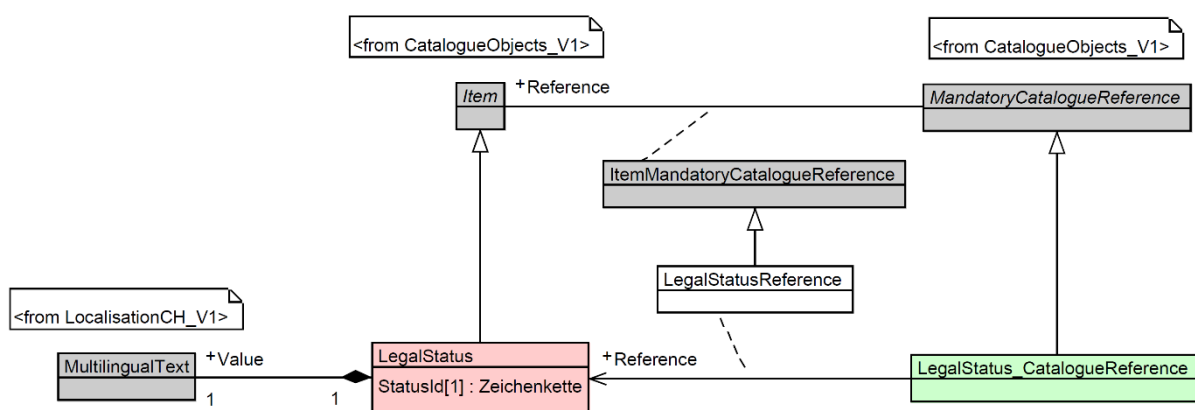 <from CatalogueObjects_V1>
<from CatalogueObjects_V1>
Item
+Reference
MandatoryCatalogueReference
ItemMandatoryCatalogueReference
LegalStatusReference
<from LocalisationCH_V1>
MultilingualText
+Value
1
1
LegalStatus
StatusId[1] : Zeichenkette
+Reference
LegalStatus_CatalogueReference